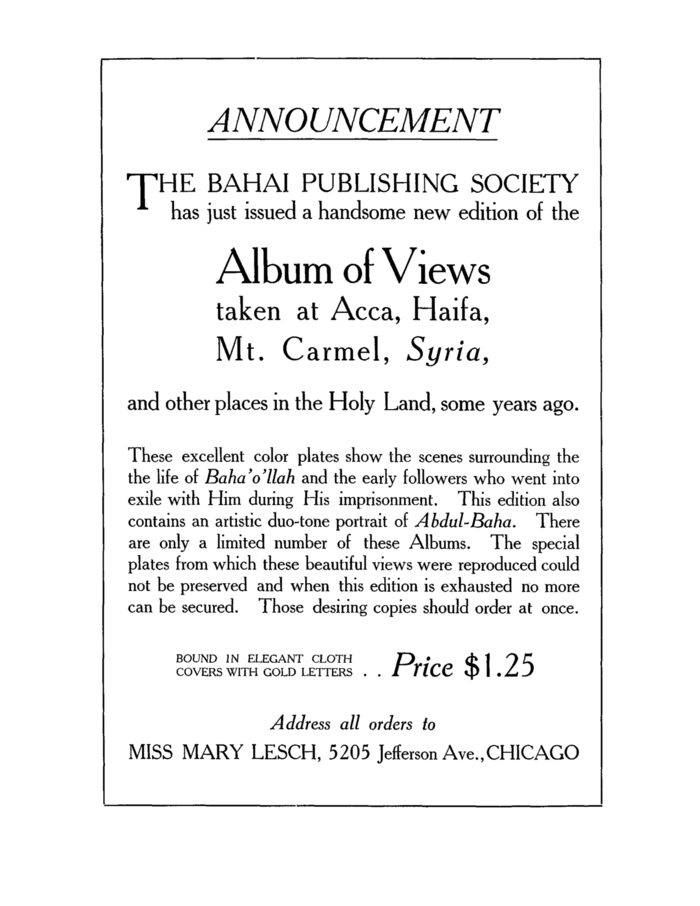 ANNOUNCEMENT
THE BAHAI PUBLISHING SOCIETY
has just issued a handsome new edition of the
Album of Views
taken at Acca, Haifa,
Mt. Carmel, Syria,
and other places in the Holy Land, some years ago.
These excellent color plates show the scenes surrounding the
the life of Baha'o'llah and the early followers who went into
exile with Him during His imprisonment. This edition also
contains an artistic duo-tone portrait of Abdul-Baha. There
are only a limited number of these Albums. The special
plates from which these beautiful views were reproduced could
not be preserved and when this edition is exhausted no more
can be secured. Those desiring copies should order at once.
BOUND IN ELEGANT CLOTH
COVERS WITH GOLD LETTERS . . Price $1.25
Address all orders to
MISS MARY LESCH, 5205 Jefferson Ave., CHICAGO